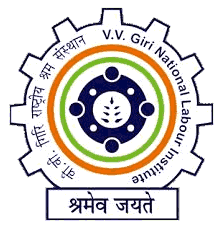 वी. वी. गिरि राष्ट्रीय श्रम संस्थान
V.V. Giri National Labour Institute
श्रमेव जयते